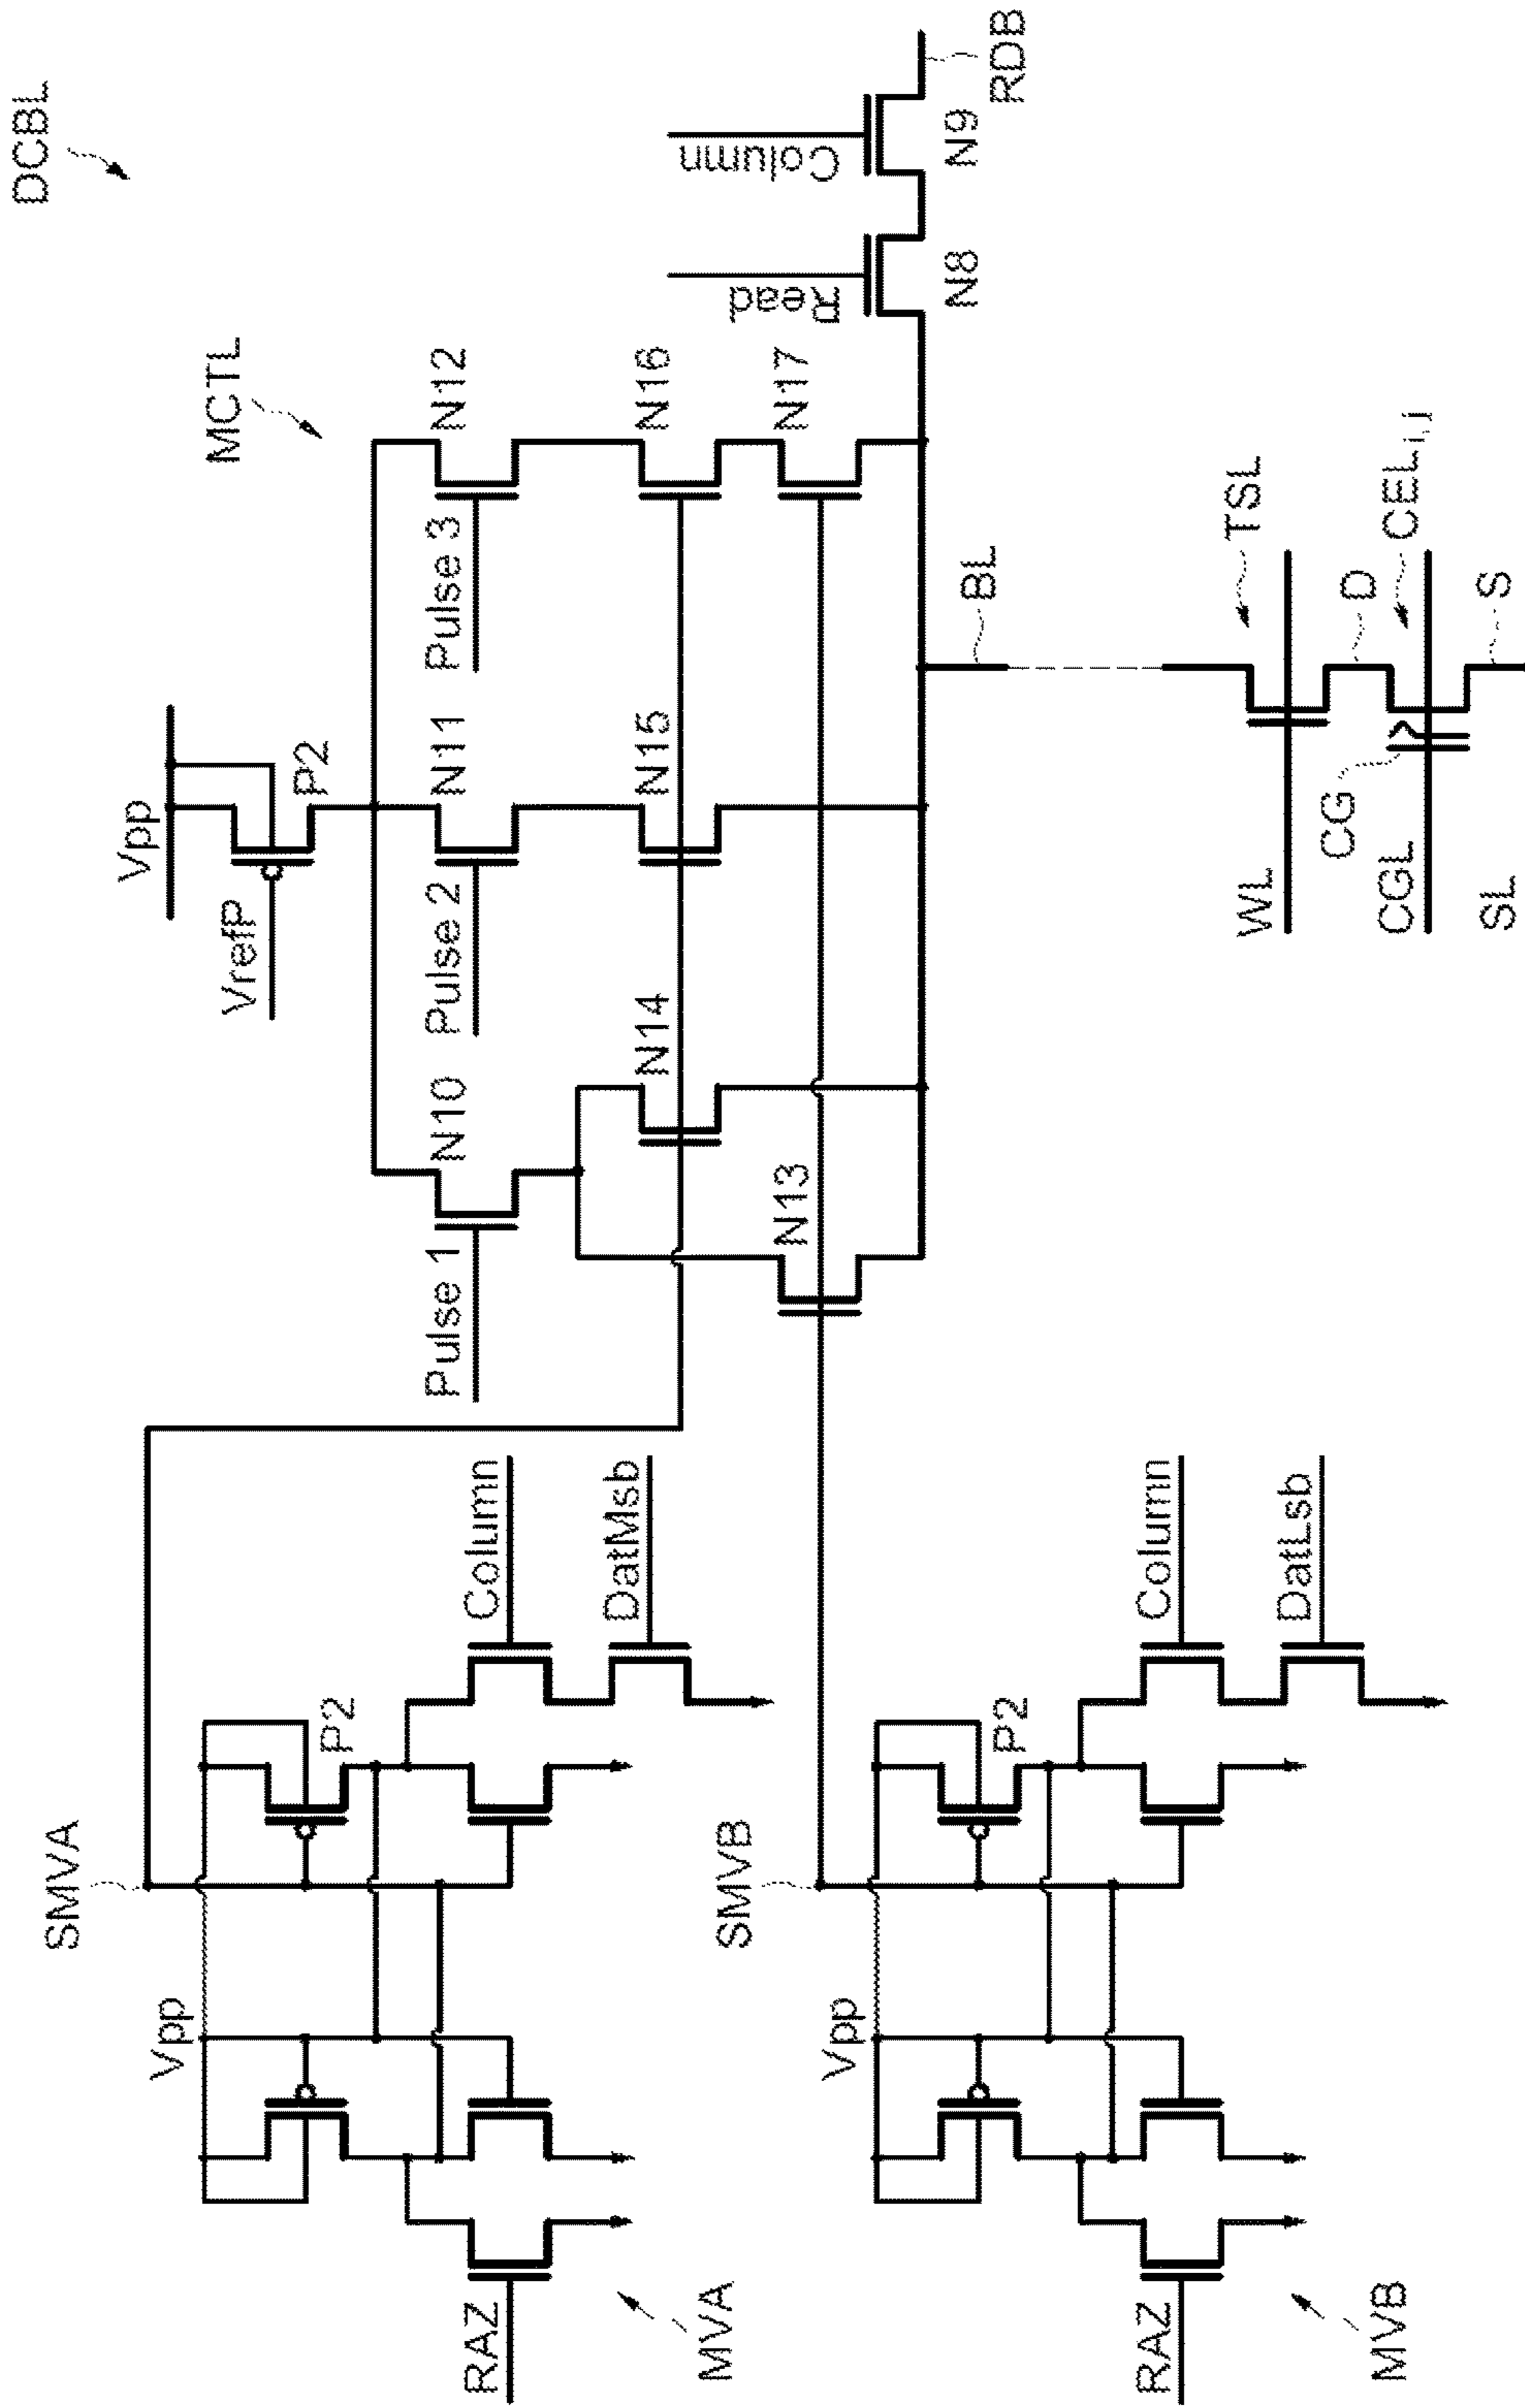 DCBL
MCTL
Vpp
VrefP
P2
Pulse 1
N10
Pulse 2
N11
Pulse 3
N12
N13
N14
N15
N16
N17
Read
N8
Column
N9
RDB
BL
WL
TSL
D
CG
CGL
CELi,j
SL
S
SMVA
Vpp
P2
Column
DatMsb
RAZ
MVA
SMVB
Vpp
P2
Column
DatLsb
RAZ
MVB